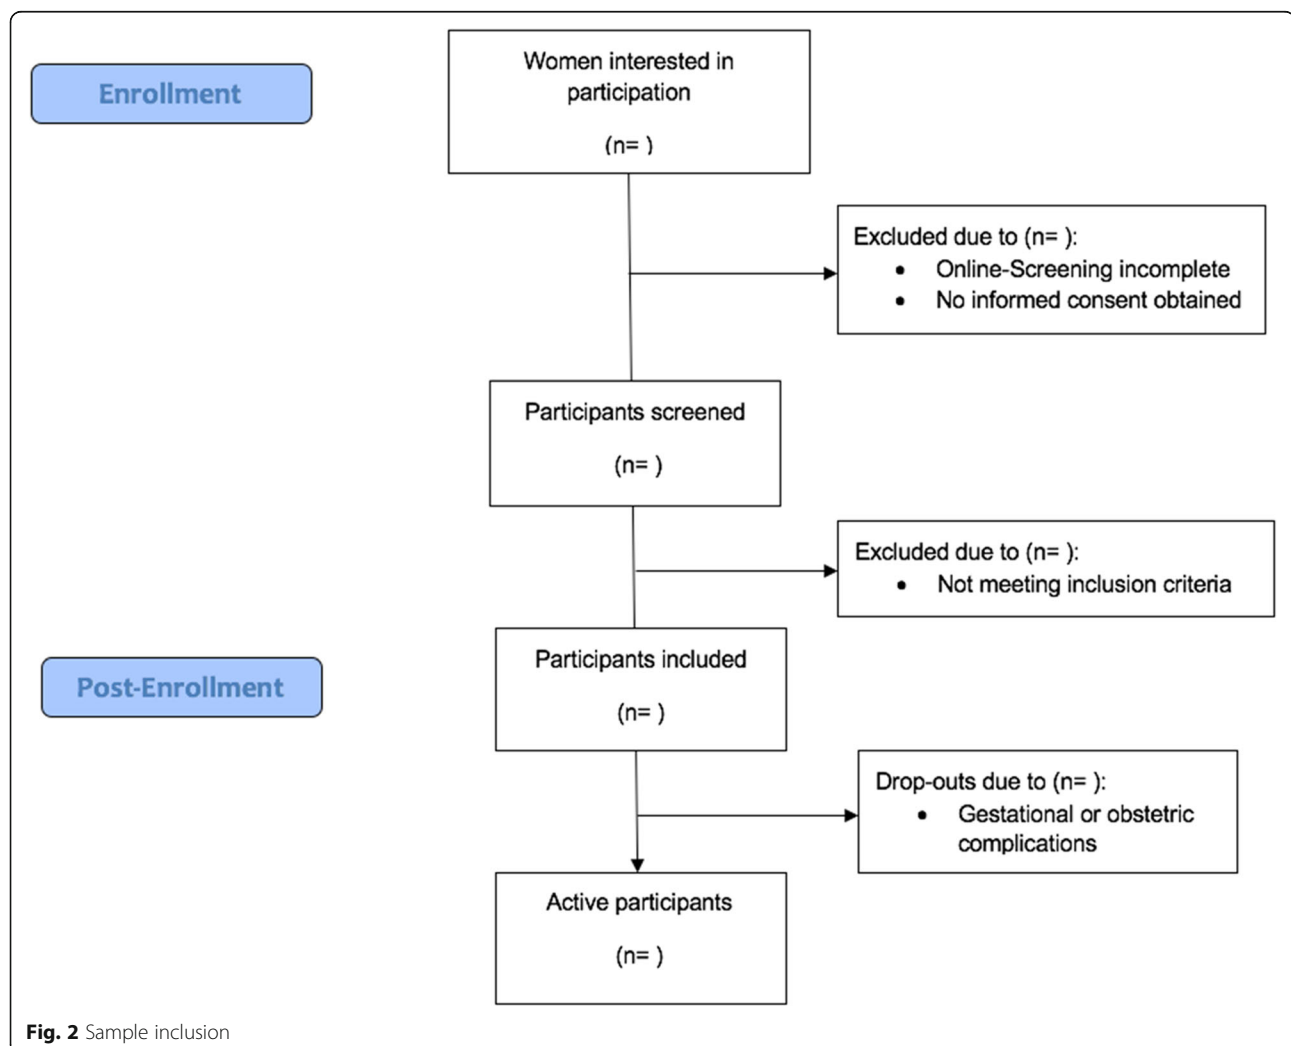 Enrollment
Women interested in
participation
(n= )
Excluded due to (n= ):
• Online-Screening incomplete
• No informed consent obtained
Participants screened
(n= )
Excluded due to (n= ):
• Not meeting inclusion criteria
Post-Enrollment
Participants included
(n= )
Drop-outs due to (n= ):
• Gestational or obstetric
complications
Active participants
(n= )
Fig. 2 Sample inclusion